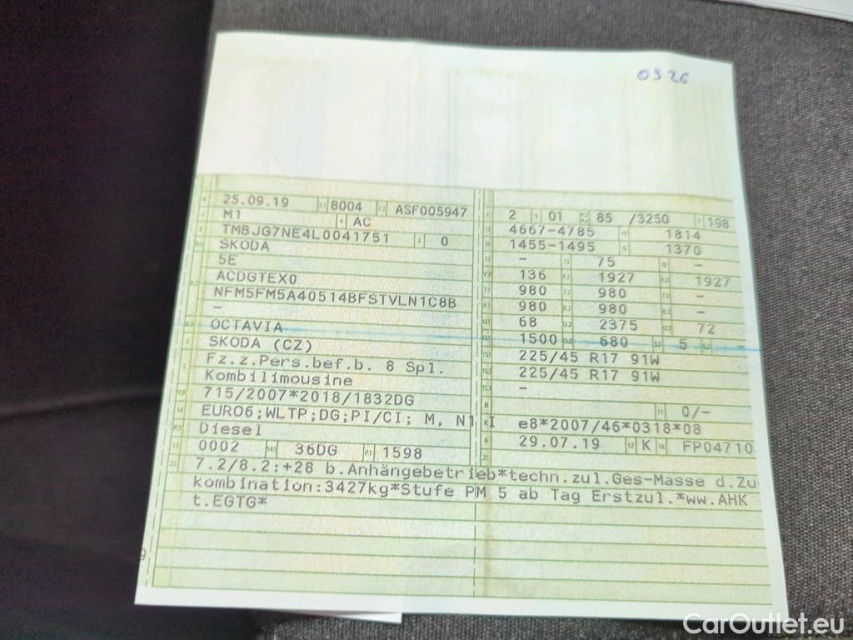 0926
25.09.19 8004 ASF005947 2 01 85 /3250 198
M1 AC 4667-4785 1814
TMBJG7NE4L0041751 0 1455-1495 1370
SKODA - 75 -
5E 136 1927 1927
ACDGTEX0 980 980 -
NFM5FM5A40514BFSTVLN1C8B 980 980 -
- 68 2375 72
OCTAVIA 1500 680 5 -
SKODA (CZ) 225/45 R17 91W
Fz.z.Pers.bef.b. 8 Spl. 225/45 R17 91W
Kombilimousine -
715/2007*2018/1832DG 0/-
EURO6;WLTP;DG;PI/CI; M, N1 I e8*2007/46*0318*08
Diesel 29.07.19 K FP04710
0002 36DG 1598
7.2/8.2:+28 b.Anhängebetrieb*techn.zul.Ges-Masse d.Zu
kombination:3427kg*Stufe PM 5 ab Tag Erstzul.*ww.AHK
t.EGTG*
CarOutlet.eu